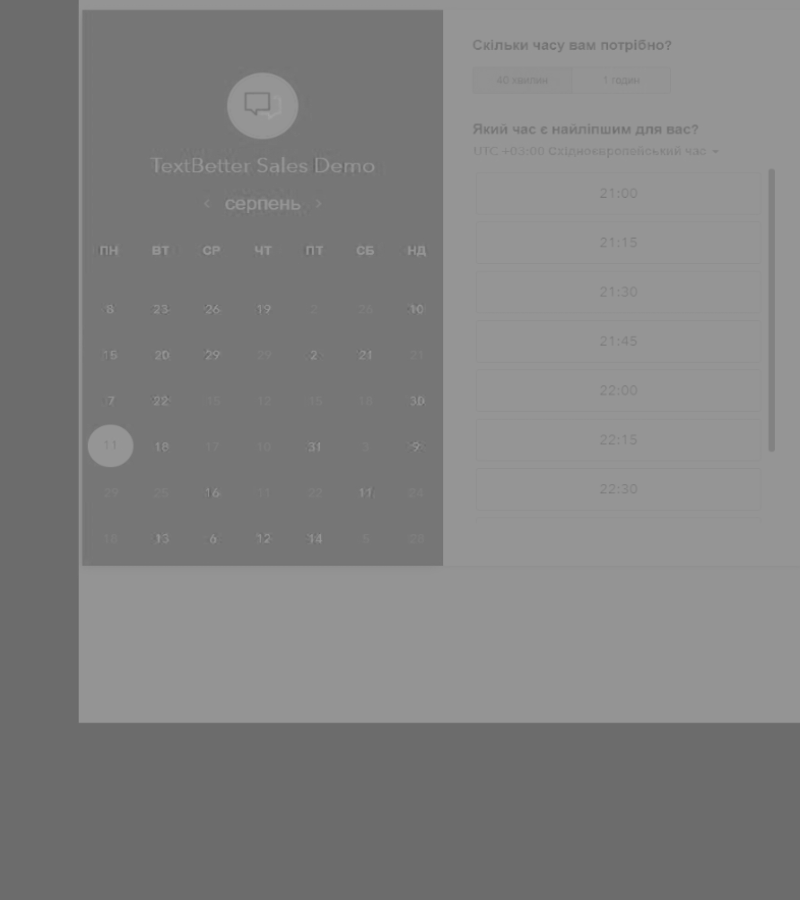 TextBetter Sales Demo
‹ серпень ›
ПН ВТ СР ЧТ ПТ СБ НД
8 23 26 19 2 26 10
15 20 29 29 2 21 21
7 22 15 12 15 18 30
11 18 17 10 31 3 9
29 25 16 11 22 11 24
18 13 6 12 14 5 28
Скільки часу вам потрібно?
40 хвилин 1 годин
Який час є найліпшим для вас?
UTC +03:00 Східноєвропейський час
21:00
21:15
21:30
21:45
22:00
22:15
22:30